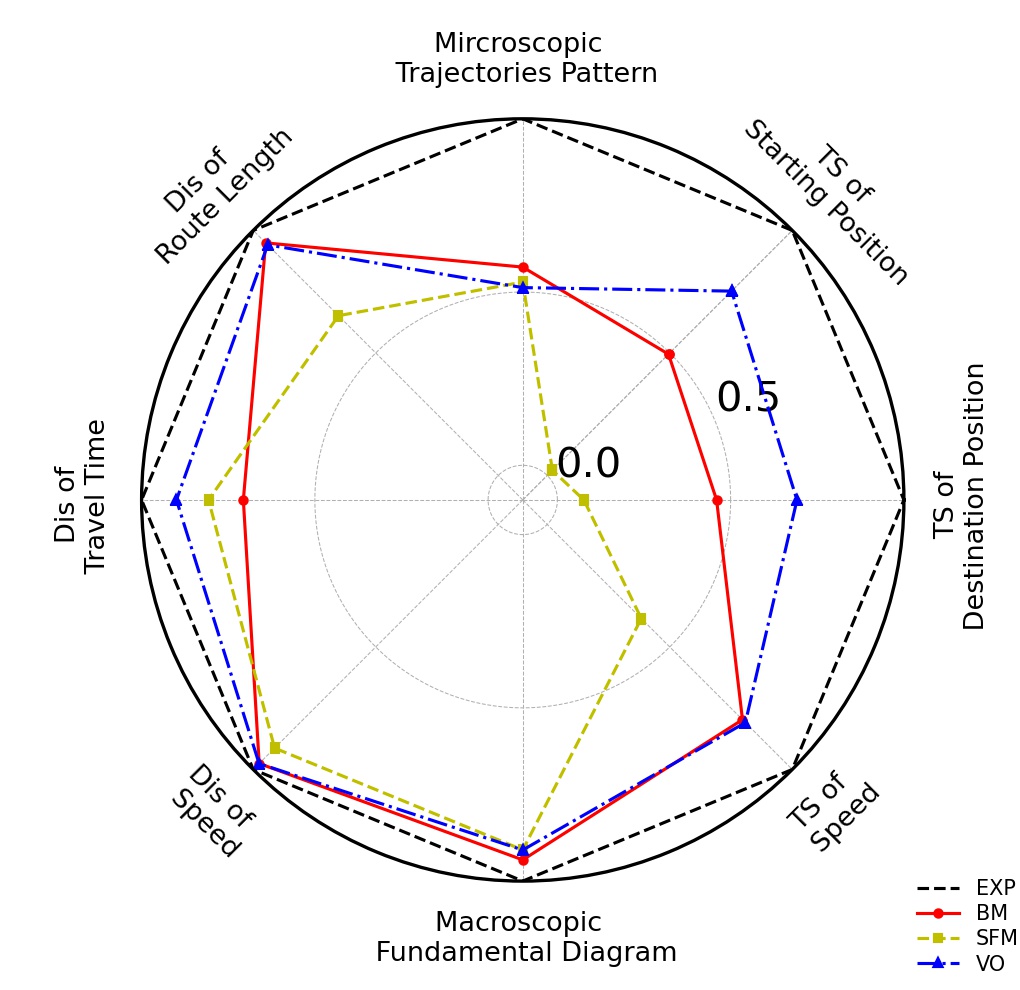 Mircroscopic
Trajectories Pattern
Dis of
Route Length
TS of
Starting Position
0.5
0.0
Dis of
Travel Time
TS of
Destination Position
Dis of
Speed
TS of
Speed
Macroscopic
Fundamental Diagram
EXP
BM
SFM
VO